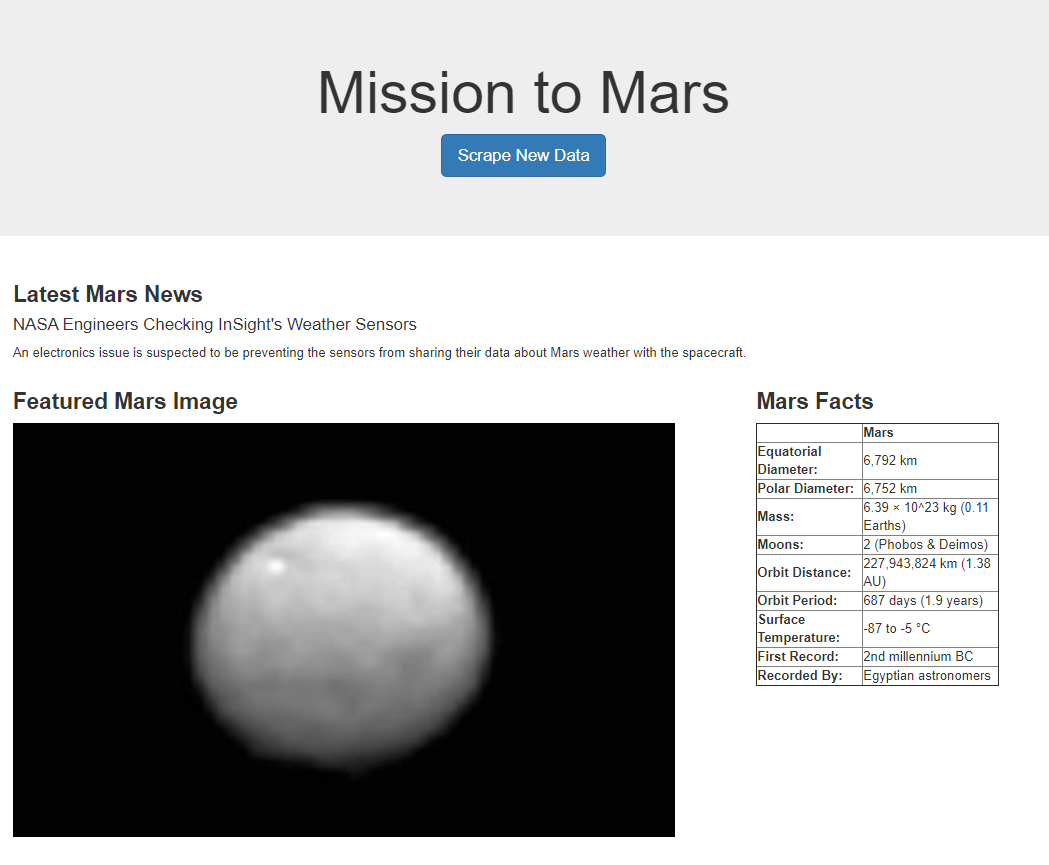 Mission to Mars
Scrape New Data
Latest Mars News
NASA Engineers Checking InSight's Weather Sensors
An electronics issue is suspected to be preventing the sensors from sharing their data about Mars weather with the spacecraft.
Featured Mars Image
Mars Facts
Mars
Equatorial
Diameter:
6,792 km
Polar Diameter:
6,752 km
Mass:
6.39 × 10^23 kg (0.11
Earths)
Moons:
2 (Phobos & Deimos)
Orbit Distance:
227,943,824 km (1.38
AU)
Orbit Period:
687 days (1.9 years)
Surface
Temperature:
-87 to -5 °C
First Record:
2nd millennium BC
Recorded By:
Egyptian astronomers